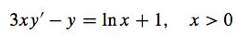 3xy′ − y = ln x + 1,   x > 0